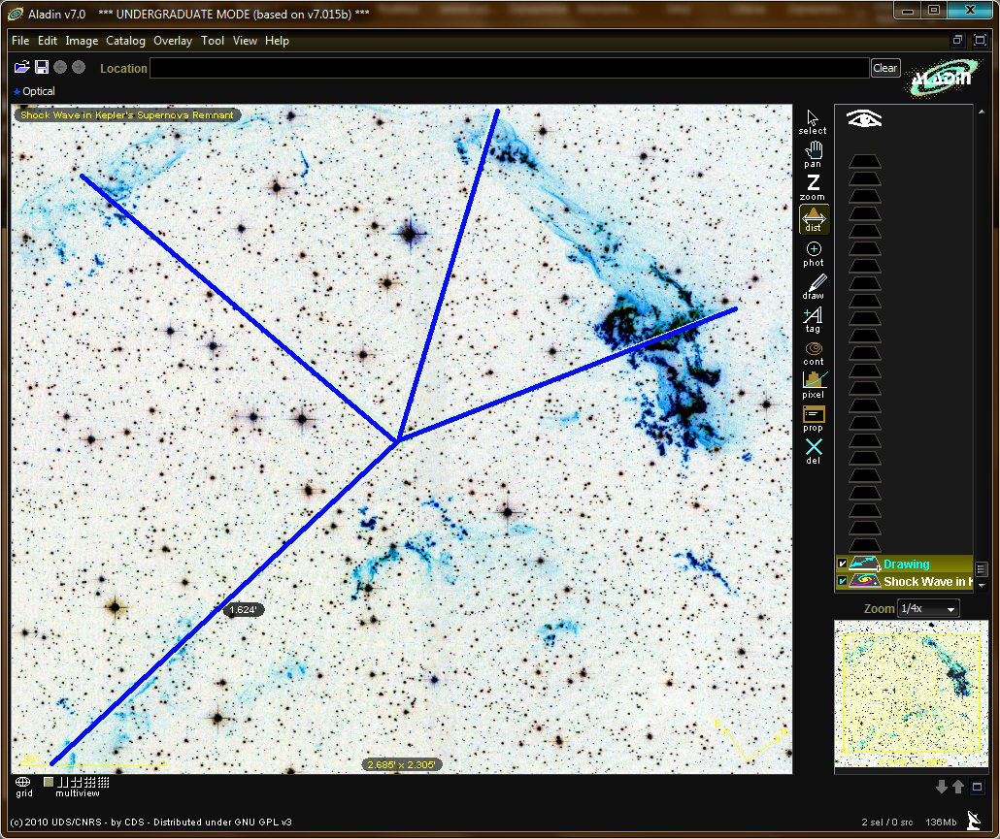 Aladin v7.0 *** UNDERGRADUATE MODE (based on v7.015b) ***
File Edit Image Catalog Overlay Tool View Help
Location
Clear
ALADIN
Optical
Shock Wave in Kepler's Supernova Remnant
select
pan
Z
zoom
dist
phot
draw
A
tag
cont
pixel
prop
del
1.624'
Drawing
Shock Wave in K
Zoom 1/4x
2.685' x 2.305'
grid
multiview
(c) 2010 UDS/CNRS - by CDS - Distributed under GNU GPL v3
2 sel / 0 src 136Mb